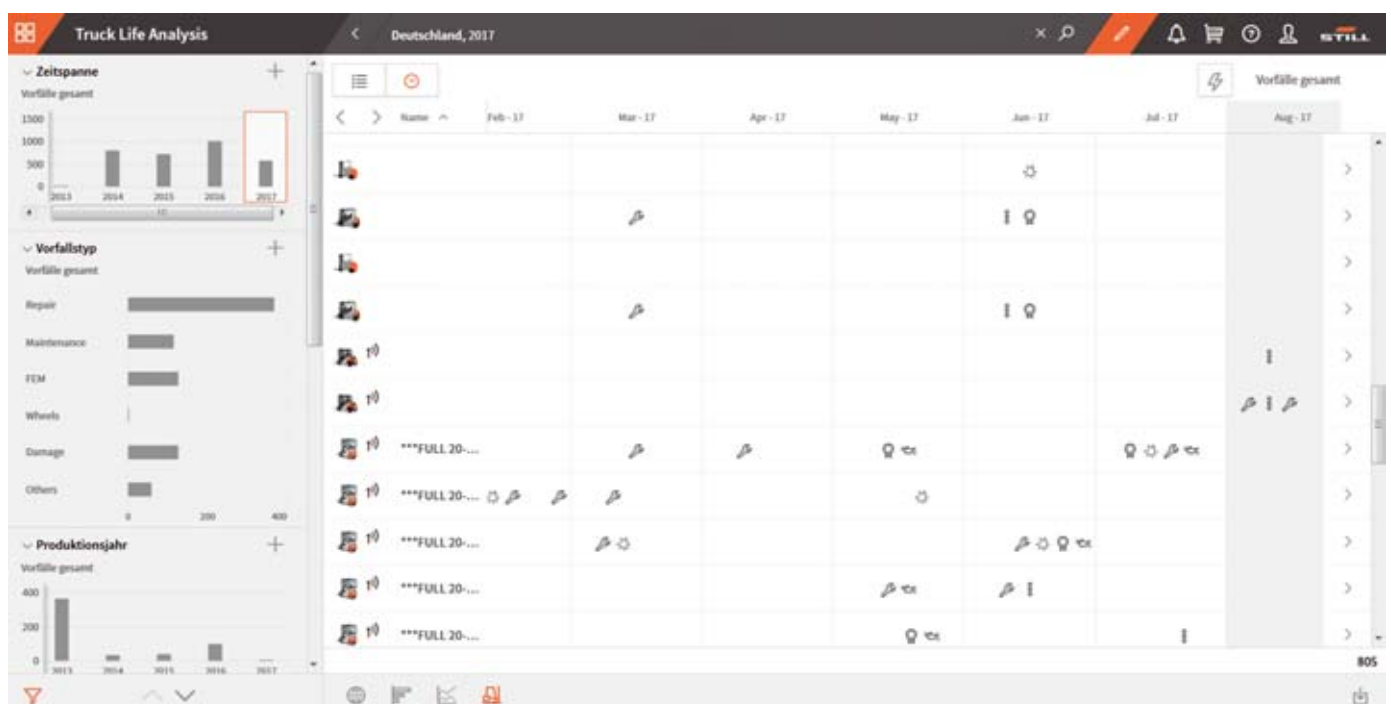 Truck Life Analysis
Deutschland, 2017
STILL
Zeitspanne
Vorfälle gesamt
1500
1000
500
0
2013 2014 2015 2016 2017
Vorfallstyp
Vorfälle gesamt
Repair
Maintenance
FEM
Wheels
Damage
Others
0 200 400
Produktionsjahr
Vorfälle gesamt
400
200
0
2013 2014 2015 2016 2017
Vorfälle gesamt
Name Feb - 17 Mar - 17 Apr - 17 May - 17 Jun - 17 Jul - 17 Aug - 17
***FULL 20-...
***FULL 20-...
***FULL 20-...
***FULL 20-...
***FULL 20-...
805